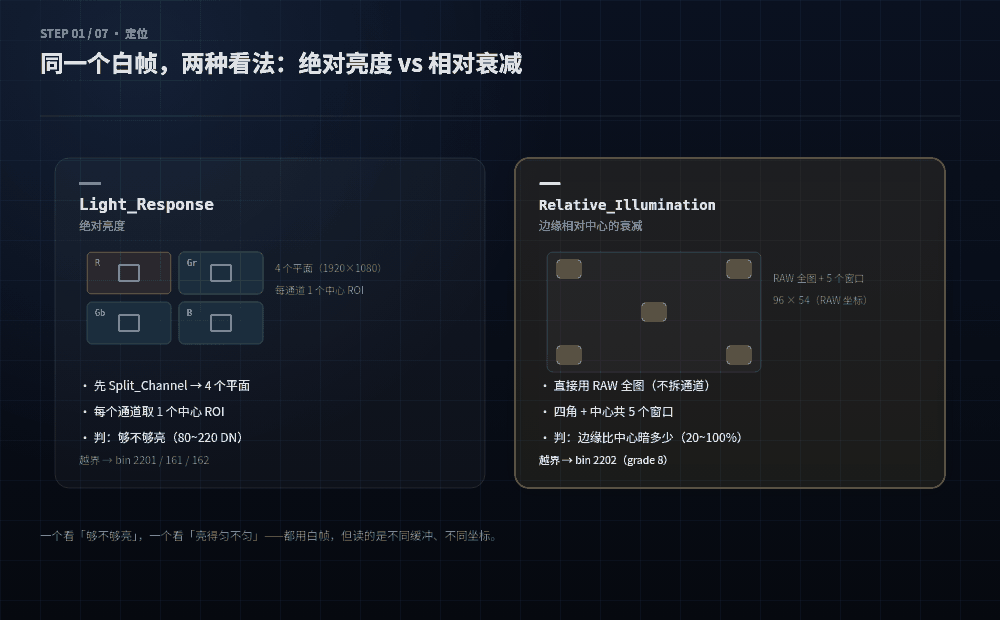 STEP 01 / 07 · 定位
同一个白帧，两种看法：绝对亮度 vs 相对衰减
Light_Response
绝对亮度
R
Gr
Gb
B
4 个平面（1920×1080）
每通道 1 个中心 ROI
· 先 Split_Channel → 4 个平面
· 每个通道取 1 个中心 ROI
· 判：够不够亮（80~220 DN）
越界 → bin 2201 / 161 / 162
Relative_Illumination
边缘相对中心的衰减
RAW 全图 + 5 个窗口
96 × 54（RAW 坐标）
· 直接用 RAW 全图（不拆通道）
· 四角 + 中心共 5 个窗口
· 判：边缘比中心暗多少（20~100%）
越界 → bin 2202（grade 8）
一个看「够不够亮」，一个看「亮得匀不匀」——都用白帧，但读的是不同缓冲、不同坐标。